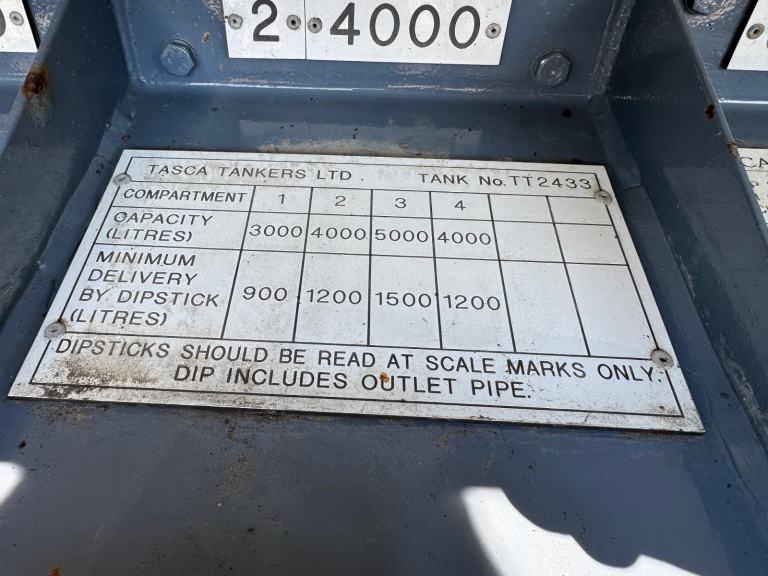 2 4000
TASCA TANKERS LTD. TANK No. TT2433
COMPARTMENT 1 2 3 4
CAPACITY
(LITRES) 3000 4000 5000 4000
MINIMUM
DELIVERY
BY DIPSTICK 900 1200 1500 1200
(LITRES)
DIPSTICKS SHOULD BE READ AT SCALE MARKS ONLY.
DIP INCLUDES OUTLET PIPE.